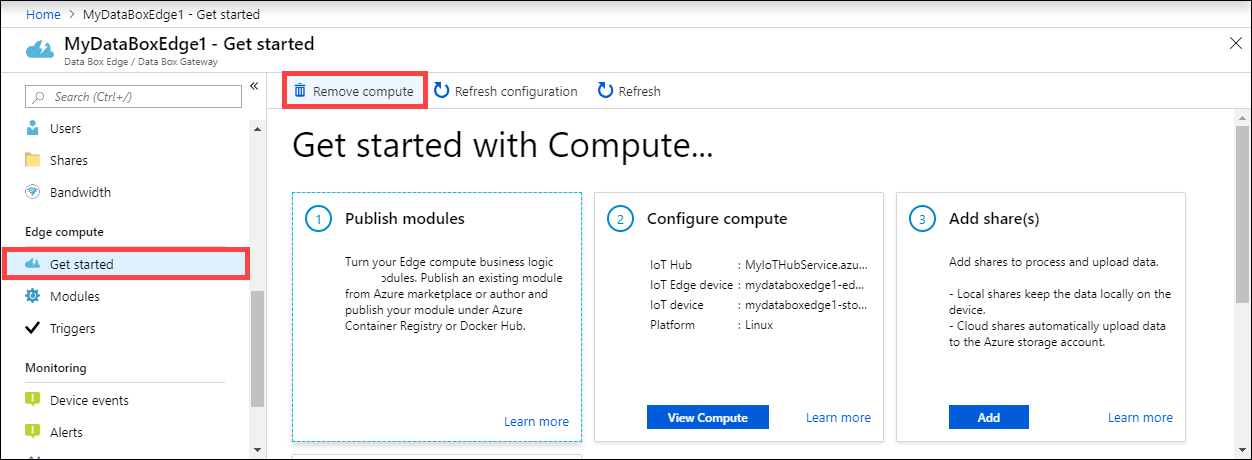 Home > MyDataBoxEdge1 - Get started
MyDataBoxEdge1 - Get started
Data Box Edge / Data Box Gateway
Search (Ctrl+/)
Users
Shares
Bandwidth
Edge compute
Get started
Modules
Triggers
Monitoring
Device events
Alerts
Remove compute
Refresh configuration
Refresh
Get started with Compute...
1
Publish modules
Turn your Edge compute business logic
odules. Publish an existing module
from Azure marketplace or author and
publish your module under Azure
Container Registry or Docker Hub.
Learn more
2
Configure compute
IoT Hub : MyIoTHubService.azu...
IoT Edge device : mydataboxedge1-ed...
IoT device : mydataboxedge1-sto...
Platform : Linux
View Compute
Learn more
3
Add share(s)
Add shares to process and upload data.
- Local shares keep the data locally on the
device.
- Cloud shares automatically upload data
to the Azure storage account.
Add
Learn more